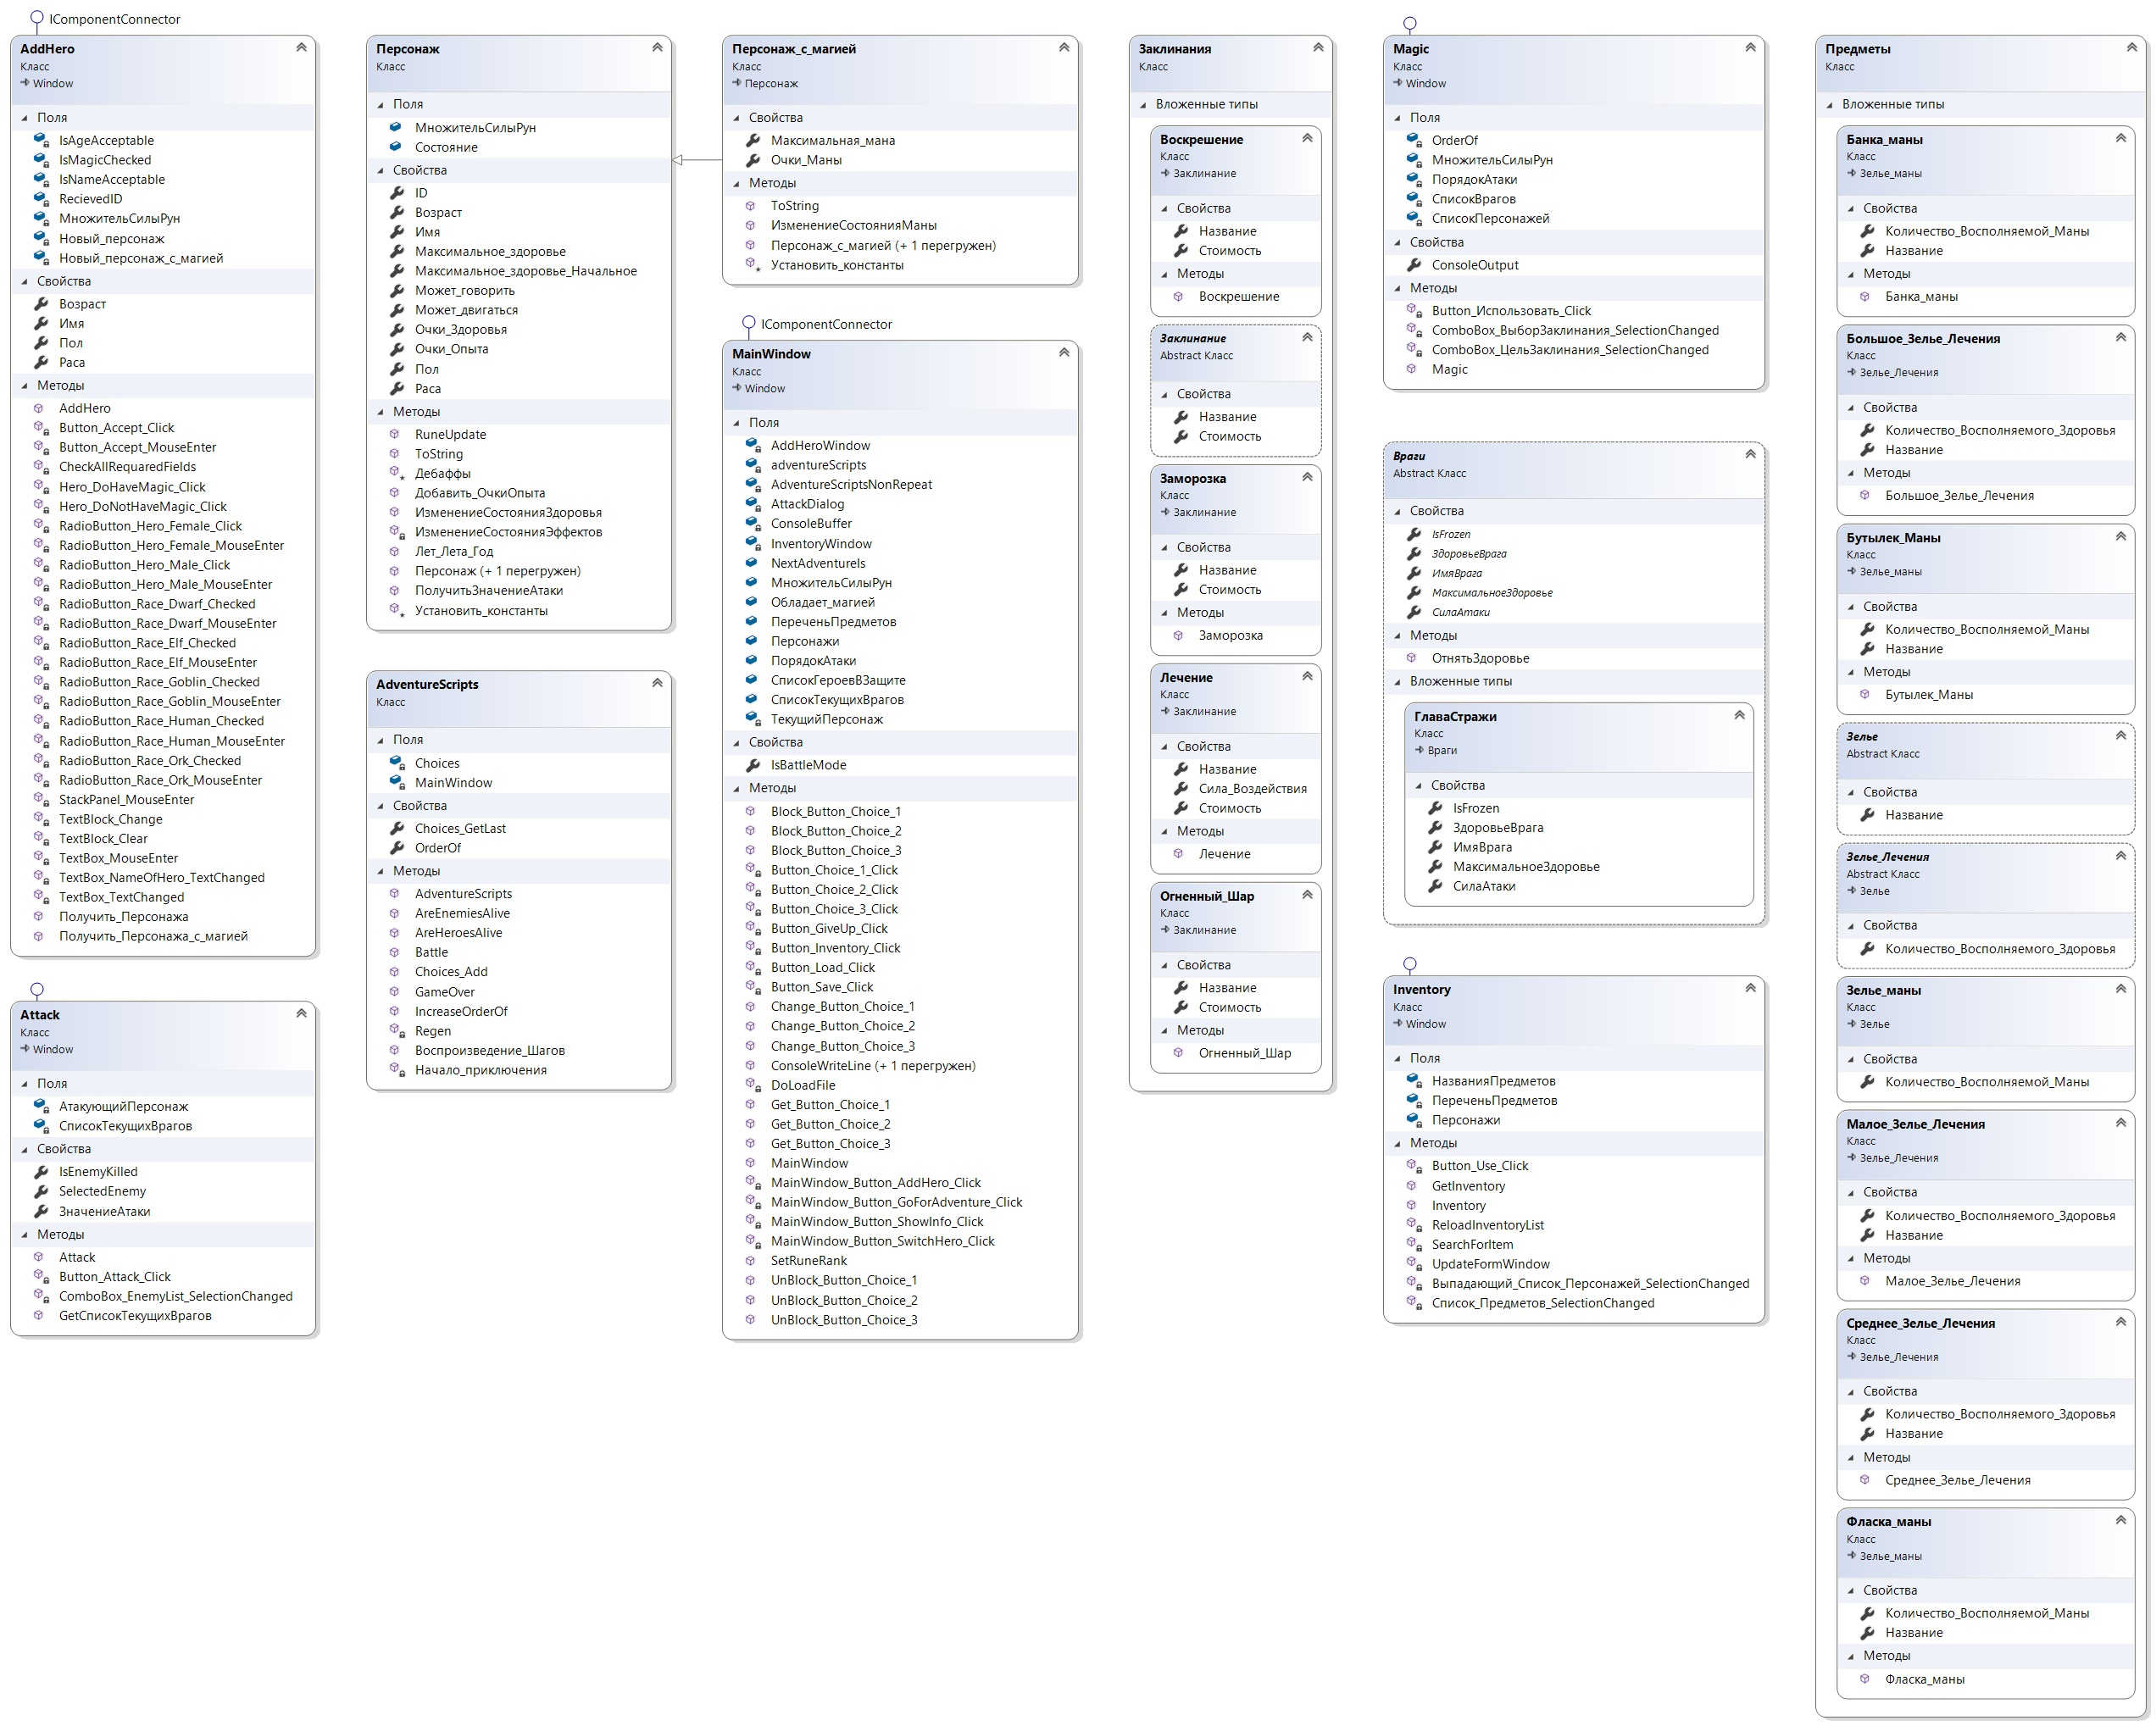 IComponentConnector
AddHero
Класс
Window
Поля
IsAgeAcceptable
IsMagicChecked
IsNameAcceptable
RecievedID
МножительСилыРун
Новый_персонаж
Новый_персонаж_с_магией
Свойства
Возраст
Имя
Пол
Раса
Методы
AddHero
Button_Accept_Click
Button_Accept_MouseEnter
CheckAllRequaredFields
Hero_DoHaveMagic_Click
Hero_DoNotHaveMagic_Click
RadioButton_Hero_Female_Click
RadioButton_Hero_Female_MouseEnter
RadioButton_Hero_Male_Click
RadioButton_Hero_Male_MouseEnter
RadioButton_Race_Dwarf_Checked
RadioButton_Race_Dwarf_MouseEnter
RadioButton_Race_Elf_Checked
RadioButton_Race_Elf_MouseEnter
RadioButton_Race_Goblin_Checked
RadioButton_Race_Goblin_MouseEnter
RadioButton_Race_Human_Checked
RadioButton_Race_Human_MouseEnter
RadioButton_Race_Ork_Checked
RadioButton_Race_Ork_MouseEnter
StackPanel_MouseEnter
TextBlock_Change
TextBlock_Clear
TextBox_MouseEnter
TextBox_NameOfHero_TextChanged
TextBox_TextChanged
Получить_Персонажа
Получить_Персонажа_с_магией
Attack
Класс
Window
Поля
АтакующийПерсонаж
СписокТекущихВрагов
Свойства
IsEnemyKilled
SelectedEnemy
ЗначениеАтаки
Методы
Attack
Button_Attack_Click
ComboBox_EnemyList_SelectionChanged
GetСписокТекущихВрагов
Персонаж
Класс
Поля
МножительСилыРун
Состояние
Свойства
ID
Возраст
Имя
Максимальное_здоровье
Максимальное_здоровье_Начальное
Может_говорить
Может_двигаться
Очки_Здоровья
Очки_Опыта
Пол
Раса
Методы
RuneUpdate
ToString
Дебаффы
Добавить_ОчкиОпыта
ИзменениеСостоянияЗдоровья
ИзменениеСостоянияЭффектов
Лет_Лета_Год
Персонаж (+ 1 перегружен)
ПолучитьЗначениеАтаки
Установить_константы
AdventureScripts
Класс
Поля
Choices
MainWindow
Свойства
Choices_GetLast
OrderOf
Методы
AdventureScripts
AreEnemiesAlive
AreHeroesAlive
Battle
Choices_Add
GameOver
IncreaseOrderOf
Regen
Воспроизведение_Шагов
Начало_приключения
Персонаж_с_магией
Класс
Персонаж
Свойства
Максимальная_мана
Очки_Маны
Методы
ToString
ИзменениеСостоянияМаны
Персонаж_с_магией (+ 1 перегружен)
Установить_константы
IComponentConnector
MainWindow
Класс
Window
Поля
AddHeroWindow
adventureScripts
AdventureScriptsNonRepeat
AttackDialog
ConsoleBuffer
InventoryWindow
NextAdventureIs
МножительСилыРун
Обладает_магией
ПереченьПредметов
Персонажи
ПорядокАтаки
СписокГероевВЗащите
СписокТекущихВрагов
ТекущийПерсонаж
Свойства
IsBattleMode
Методы
Block_Button_Choice_1
Block_Button_Choice_2
Block_Button_Choice_3
Button_Choice_1_Click
Button_Choice_2_Click
Button_Choice_3_Click
Button_GiveUp_Click
Button_Inventory_Click
Button_Load_Click
Button_Save_Click
Change_Button_Choice_1
Change_Button_Choice_2
Change_Button_Choice_3
ConsoleWriteLine (+ 1 перегружен)
DoLoadFile
Get_Button_Choice_1
Get_Button_Choice_2
Get_Button_Choice_3
MainWindow
MainWindow_Button_AddHero_Click
MainWindow_Button_GoForAdventure_Click
MainWindow_Button_ShowInfo_Click
MainWindow_Button_SwitchHero_Click
SetRuneRank
UnBlock_Button_Choice_1
UnBlock_Button_Choice_2
UnBlock_Button_Choice_3
Заклинания
Класс
Вложенные типы
Воскрешение
Класс
Заклинание
Свойства
Название
Стоимость
Методы
Воскрешение
Заклинание
Abstract Класс
Свойства
Название
Стоимость
Заморозка
Класс
Заклинание
Свойства
Название
Стоимость
Методы
Заморозка
Лечение
Класс
Заклинание
Свойства
Название
Сила_Воздействия
Стоимость
Методы
Лечение
Огненный_Шар
Класс
Заклинание
Свойства
Название
Стоимость
Методы
Огненный_Шар
Magic
Класс
Window
Поля
OrderOf
МножительСилыРун
ПорядокАтаки
СписокВрагов
СписокПерсонажей
Свойства
ConsoleOutput
Методы
Button_Использовать_Click
ComboBox_ВыборЗаклинания_SelectionChanged
ComboBox_ЦельЗаклинания_SelectionChanged
Magic
Враги
Abstract Класс
Свойства
IsFrozen
ЗдоровьеВрага
ИмяВрага
МаксимальноеЗдоровье
СилаАтаки
Методы
ОтнятьЗдоровье
Вложенные типы
ГлаваСтражи
Класс
Враги
Свойства
IsFrozen
ЗдоровьеВрага
ИмяВрага
МаксимальноеЗдоровье
СилаАтаки
Inventory
Класс
Window
Поля
НазванияПредметов
ПереченьПредметов
Персонажи
Методы
Button_Use_Click
GetInventory
Inventory
ReloadInventoryList
SearchForItem
UpdateFormWindow
Выпадающий_Список_Персонажей_SelectionChanged
Список_Предметов_SelectionChanged
Предметы
Класс
Вложенные типы
Банка_маны
Класс
Зелье_маны
Свойства
Количество_Восполняемой_Маны
Название
Методы
Банка_маны
Большое_Зелье_Лечения
Класс
Зелье_Лечения
Свойства
Количество_Восполняемого_Здоровья
Название
Методы
Большое_Зелье_Лечения
Бутылек_Маны
Класс
Зелье_маны
Свойства
Количество_Восполняемой_Маны
Название
Методы
Бутылек_Маны
Зелье
Abstract Класс
Свойства
Название
Зелье_Лечения
Abstract Класс
Зелье
Свойства
Количество_Восполняемого_Здоровья
Зелье_маны
Класс
Зелье
Свойства
Количество_Восполняемой_Маны
Малое_Зелье_Лечения
Класс
Зелье_Лечения
Свойства
Количество_Восполняемого_Здоровья
Название
Методы
Малое_Зелье_Лечения
Среднее_Зелье_Лечения
Класс
Зелье_Лечения
Свойства
Количество_Восполняемого_Здоровья
Название
Методы
Среднее_Зелье_Лечения
Фласка_маны
Класс
Зелье_маны
Свойства
Количество_Восполняемой_Маны
Название
Методы
Фласка_маны